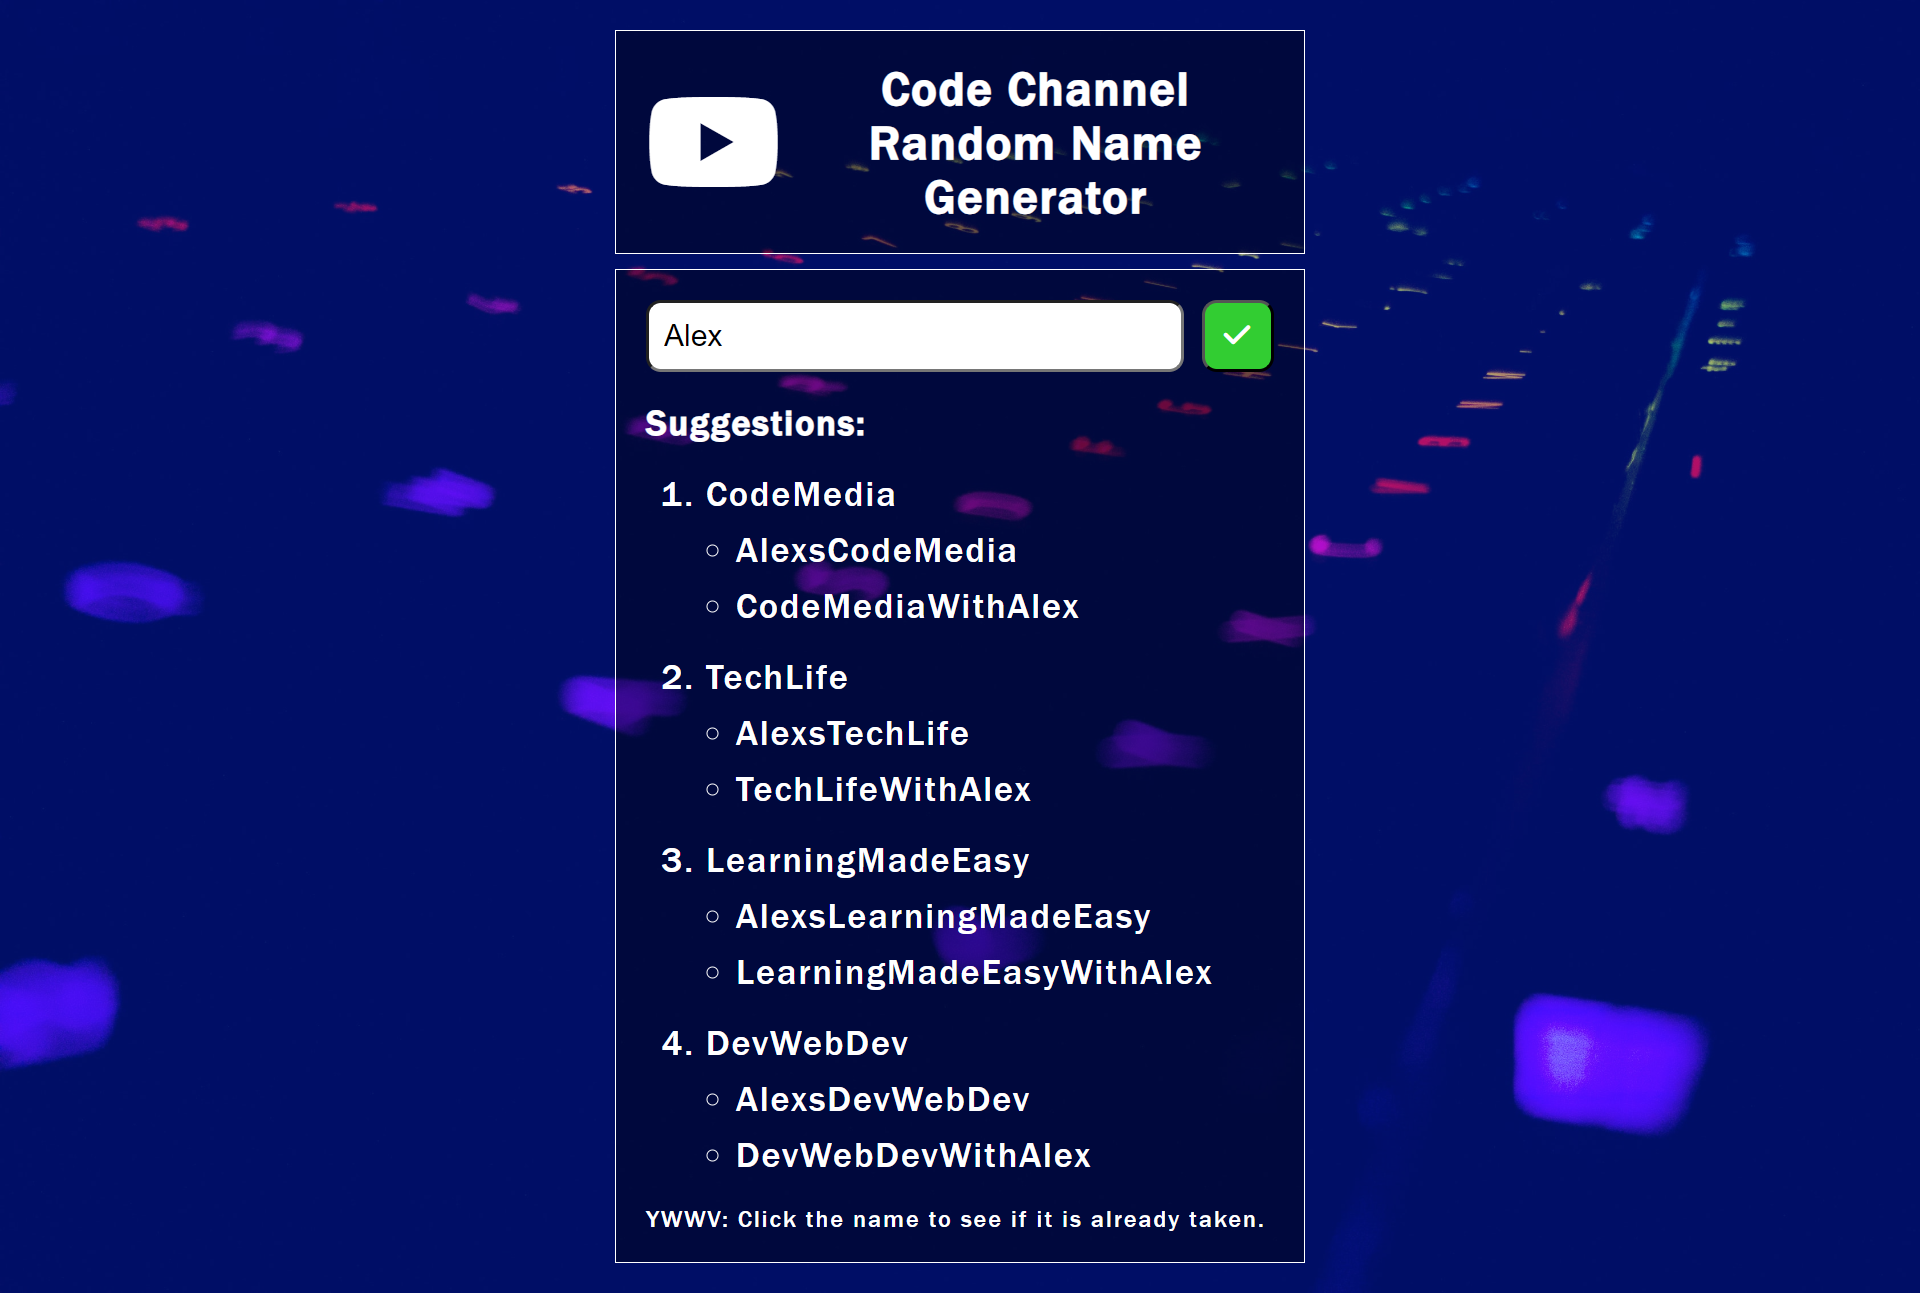 Code Channel
Random Name
Generator
Alex
Suggestions:
1. CodeMedia
AlexsCodeMedia
CodeMediaWithAlex
2. TechLife
AlexsTechLife
TechLifeWithAlex
3. LearningMadeEasy
AlexsLearningMadeEasy
LearningMadeEasyWithAlex
4. DevWebDev
AlexsDevWebDev
DevWebDevWithAlex
YWWV: Click the name to see if it is already taken.